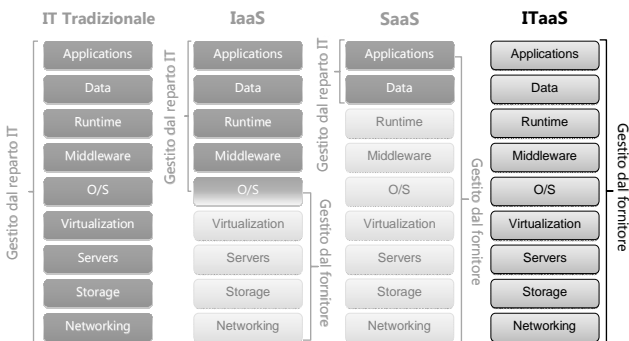 IT Tradizionale
IaaS
SaaS
ITaaS
Gestito dal reparto IT
Applications
Data
Runtime
Middleware
O/S
Virtualization
Servers
Storage
Networking
Gestito dal reparto IT
Applications
Data
Runtime
Middleware
O/S
Virtualization
Servers
Storage
Networking
Gestito dal fornitore
Gestito dal reparto IT
Applications
Data
Runtime
Middleware
O/S
Virtualization
Servers
Storage
Networking
Gestito dal fornitore
Applications
Data
Runtime
Middleware
O/S
Virtualization
Servers
Storage
Networking
Gestito dal fornitore